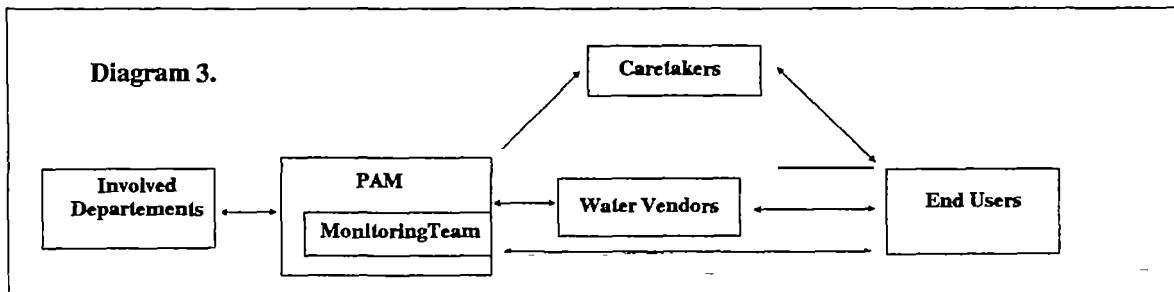 Diagram 3.
Caretakers
Involved
Departements
PAM
MonitoringTeam
Water Vendors
End Users